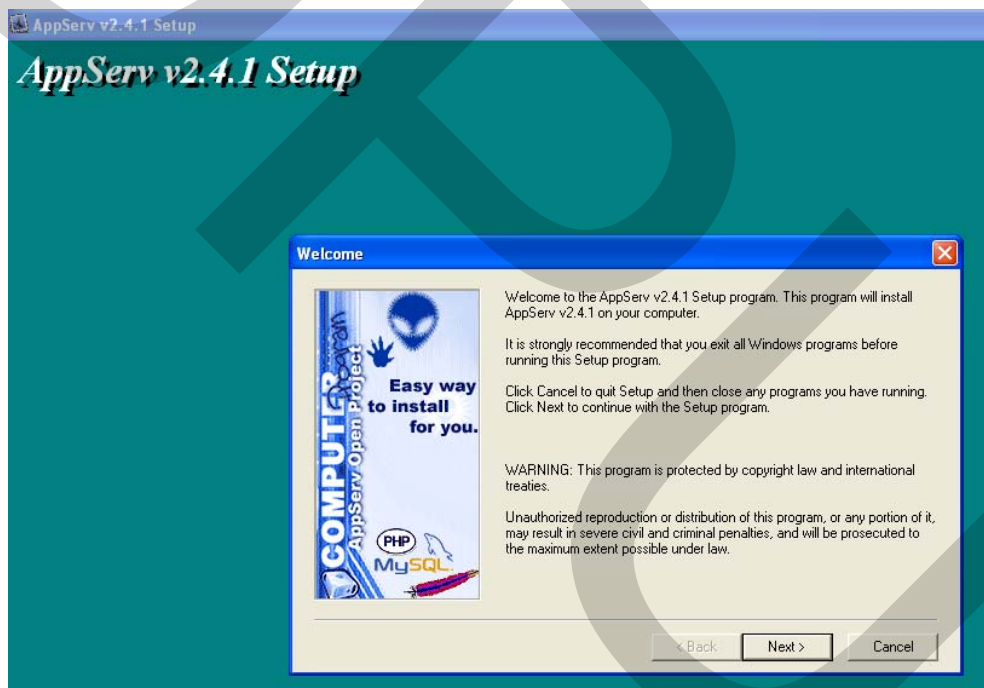 AppServ v2.4.1 Setup
AppServ v2.4.1 Setup
Welcome
COMPUTER
Program
AppServ Open Project
Easy way
to install
for you.
PHP
MySQL
Welcome to the AppServ v2.4.1 Setup program. This program will install
AppServ v2.4.1 on your computer.
It is strongly recommended that you exit all Windows programs before
running this Setup program.
Click Cancel to quit Setup and then close any programs you have running.
Click Next to continue with the Setup program.
WARNING: This program is protected by copyright law and international
treaties.
Unauthorized reproduction or distribution of this program, or any portion of it,
may result in severe civil and criminal penalties, and will be prosecuted to
the maximum extent possible under law.
< Back
Next >
Cancel